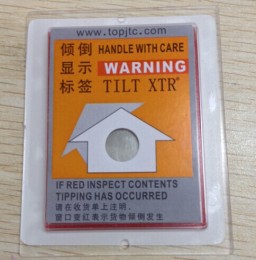 www.topjtc.com
倾倒 HANDLE WITH CARE
显示 WARNING
标签 TILT XTR®
IF RED INSPECT CONTENTS
TIPPING HAS OCCURRED
请在收货单上注明，
窗口变红表示货物倾倒发生